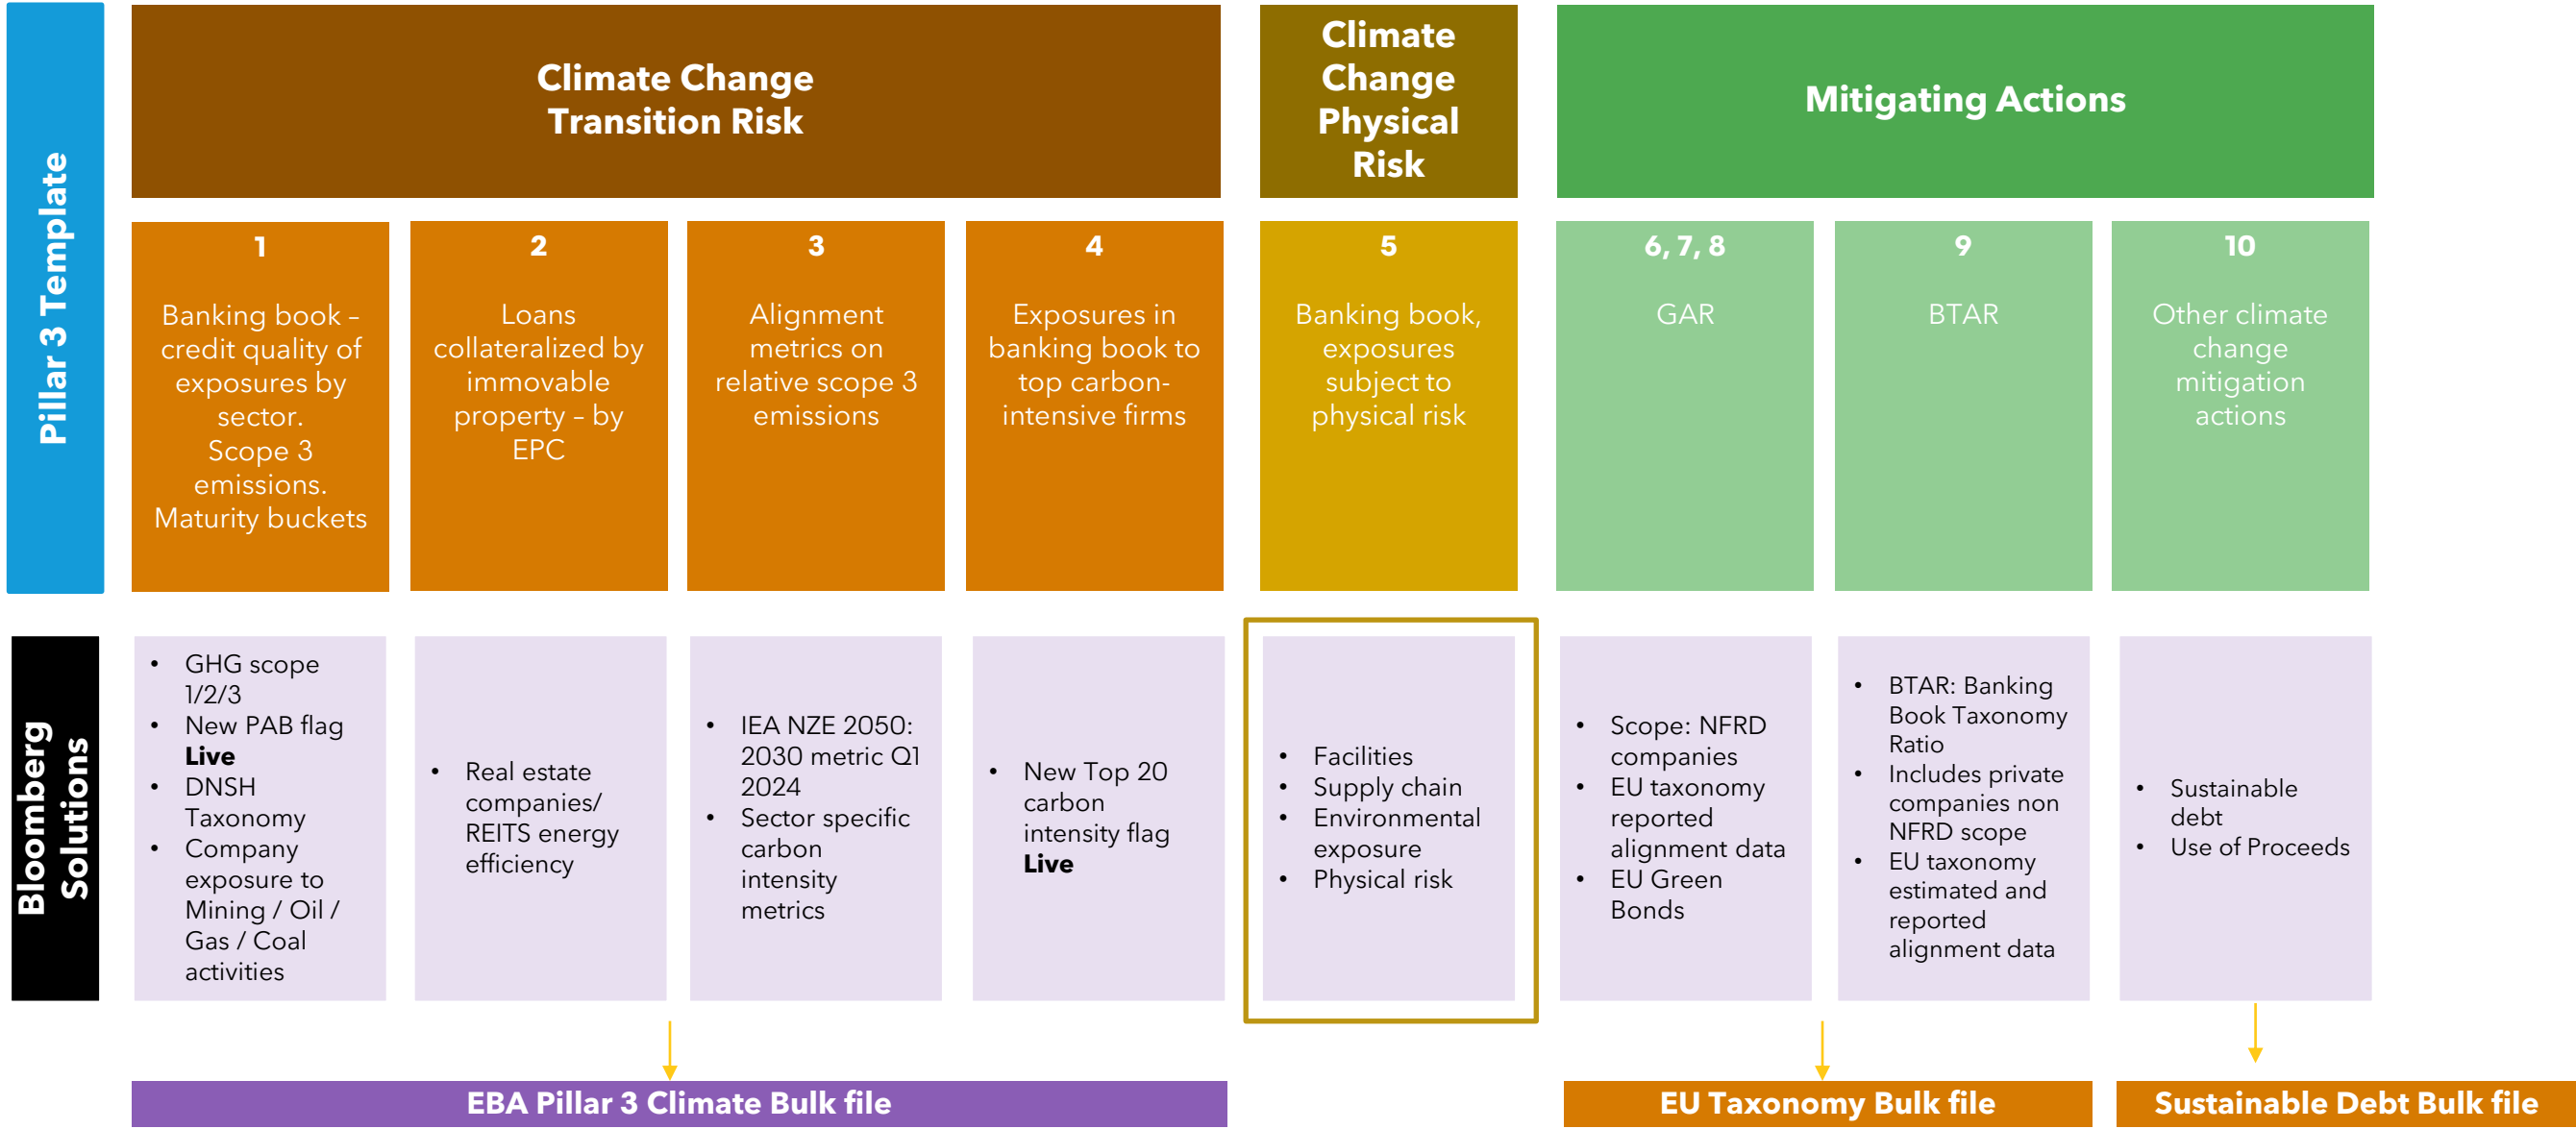 Pillar 3 Template
Climate Change
Transition Risk
Climate
Change
Physical
Risk
Mitigating Actions
1
Banking book –
credit quality of
exposures by
sector.
Scope 3
emissions.
Maturity buckets
2
Loans
collateralized by
immovable
property – by
EPC
3
Alignment
metrics on
relative scope 3
emissions
4
Exposures in
banking book to
top carbon-
intensive firms
5
Banking book,
exposures
subject to
physical risk
6, 7, 8
GAR
9
BTAR
10
Other climate
change
mitigation
actions
Bloomberg
Solutions
• GHG scope
1/2/3
• New PAB flag
Live
• DNSH
Taxonomy
• Company
exposure to
Mining / Oil /
Gas / Coal
activities
• Real estate
companies/
REITS energy
efficiency
• IEA NZE 2050:
2030 metric Q1
2024
• Sector specific
carbon
intensity
metrics
• New Top 20
carbon
intensity flag
Live
• Facilities
• Supply chain
• Environmental
exposure
• Physical risk
• Scope: NFRD
companies
• EU taxonomy
reported
alignment data
• EU Green
Bonds
• BTAR: Banking
Book Taxonomy
Ratio
• Includes private
companies non
NFRD scope
• EU taxonomy
estimated and
reported
alignment data
• Sustainable
debt
• Use of Proceeds
EBA Pillar 3 Climate Bulk file
EU Taxonomy Bulk file
Sustainable Debt Bulk file